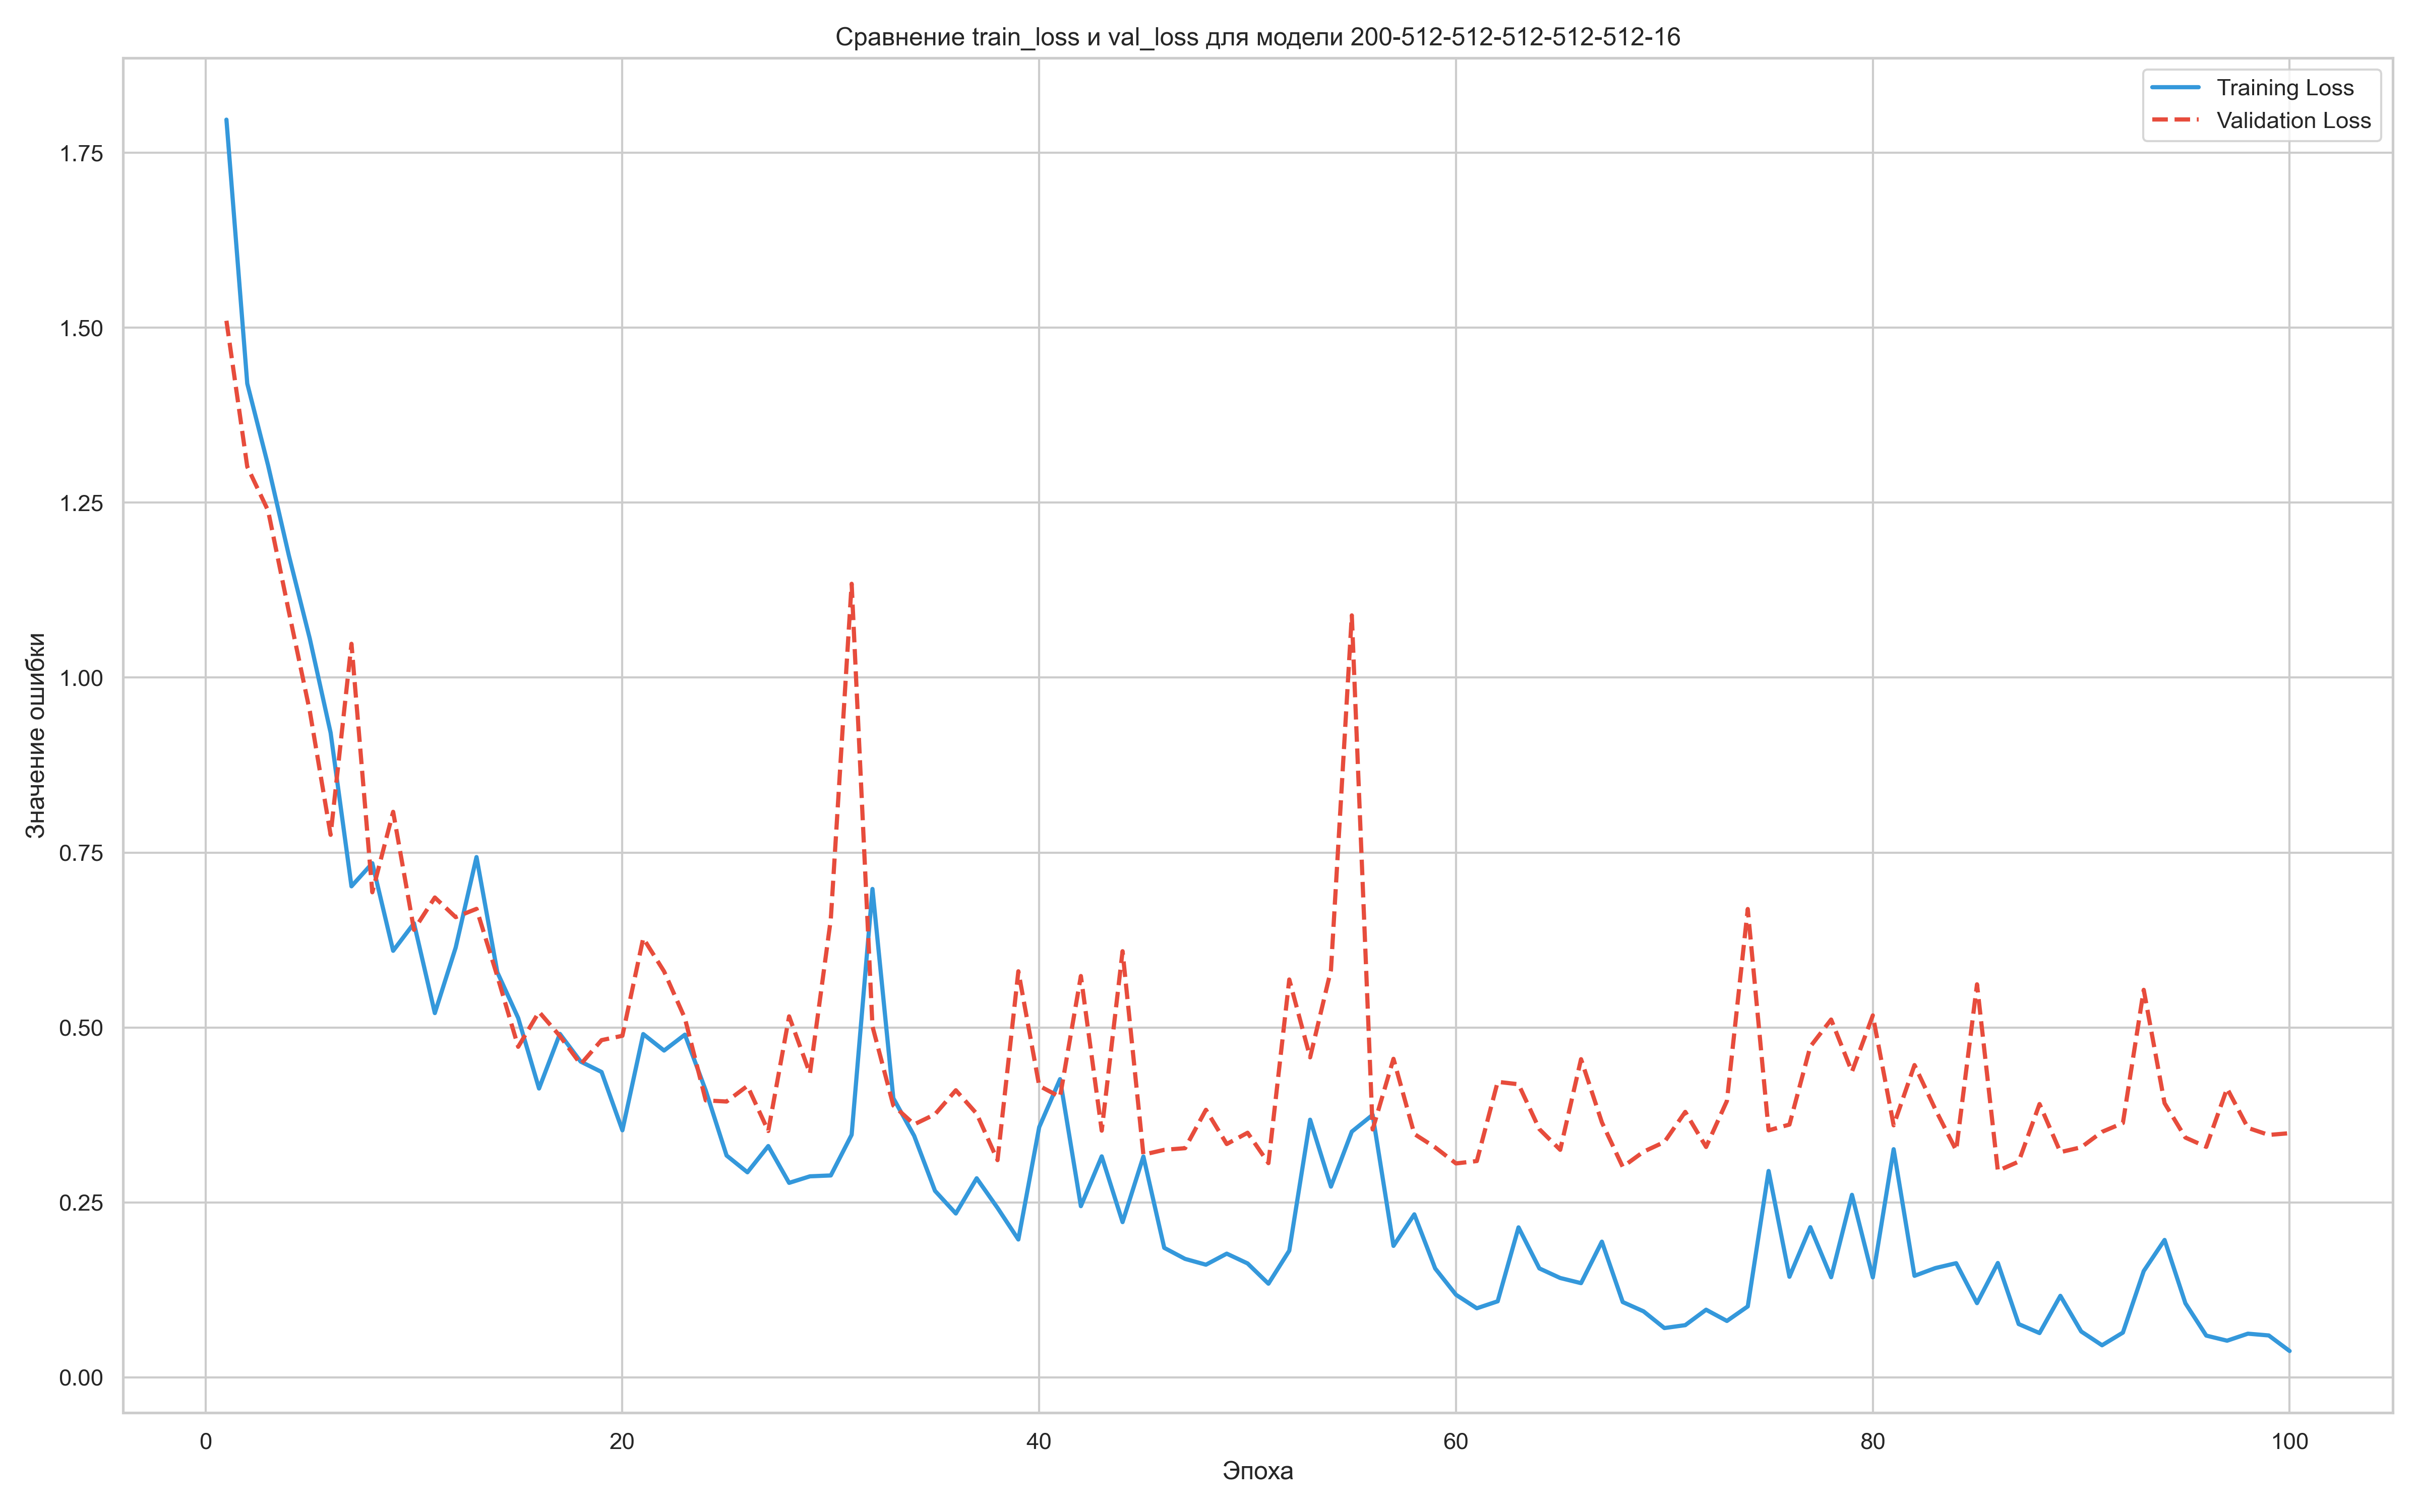 Сравнение train_loss и val_loss для модели 200-512-512-512-512-512-16
Training Loss
Validation Loss
1.75
1.50
1.25
1.00
0.75
0.50
0.25
0.00
Значение ошибки
0 20 40 60 80 100
Эпоха